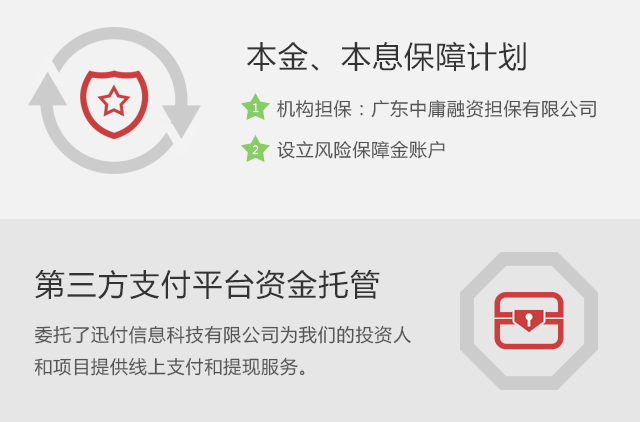 本金、本息保障计划
1 机构担保：广东中庸融资担保有限公司
2 设立风险保障金账户
第三方支付平台资金托管
委托了迅付信息科技有限公司为我们的投资人
和项目提供线上支付和提现服务。